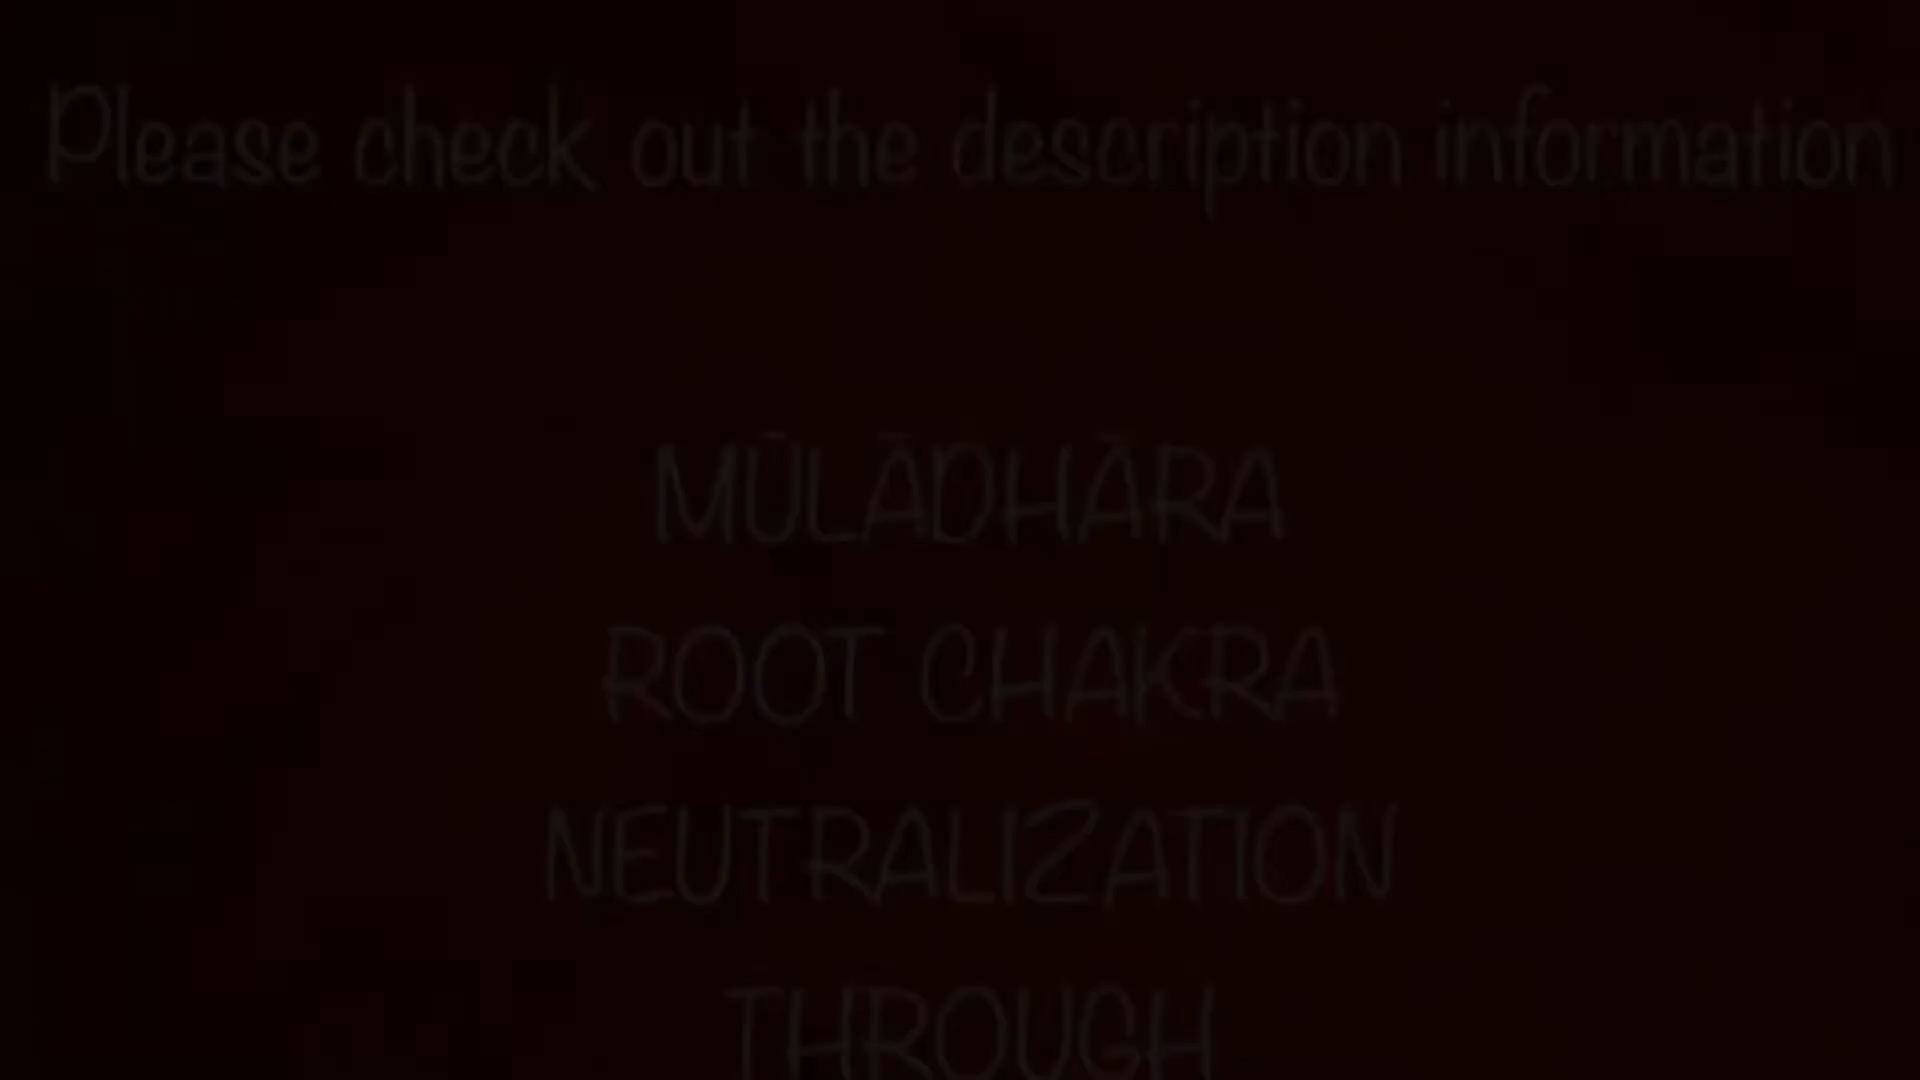 Please check out the description information
MŪLĀDHĀRA
ROOT CHAKRA
NEUTRALIZATION
THROUGH